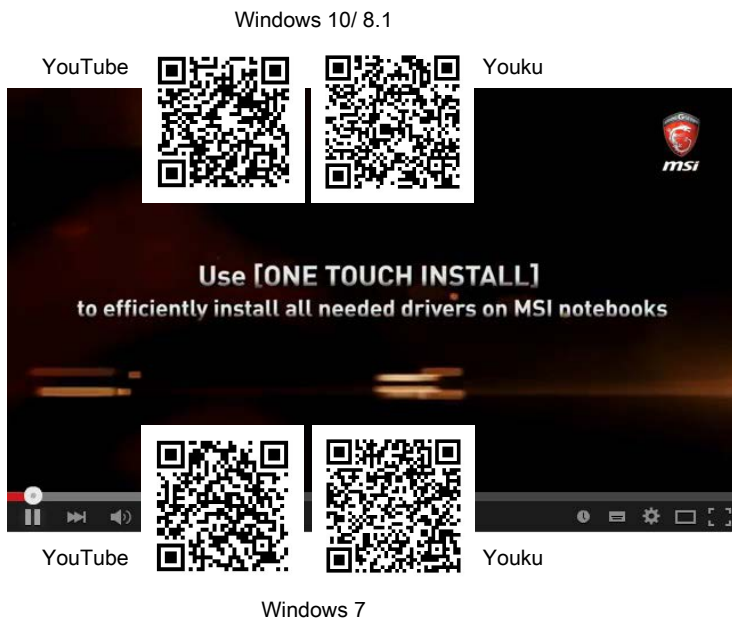 Windows 10/ 8.1
YouTube
Youku
msi
Use [ONE TOUCH INSTALL]
to efficiently install all needed drivers on MSI notebooks
YouTube
Youku
Windows 7